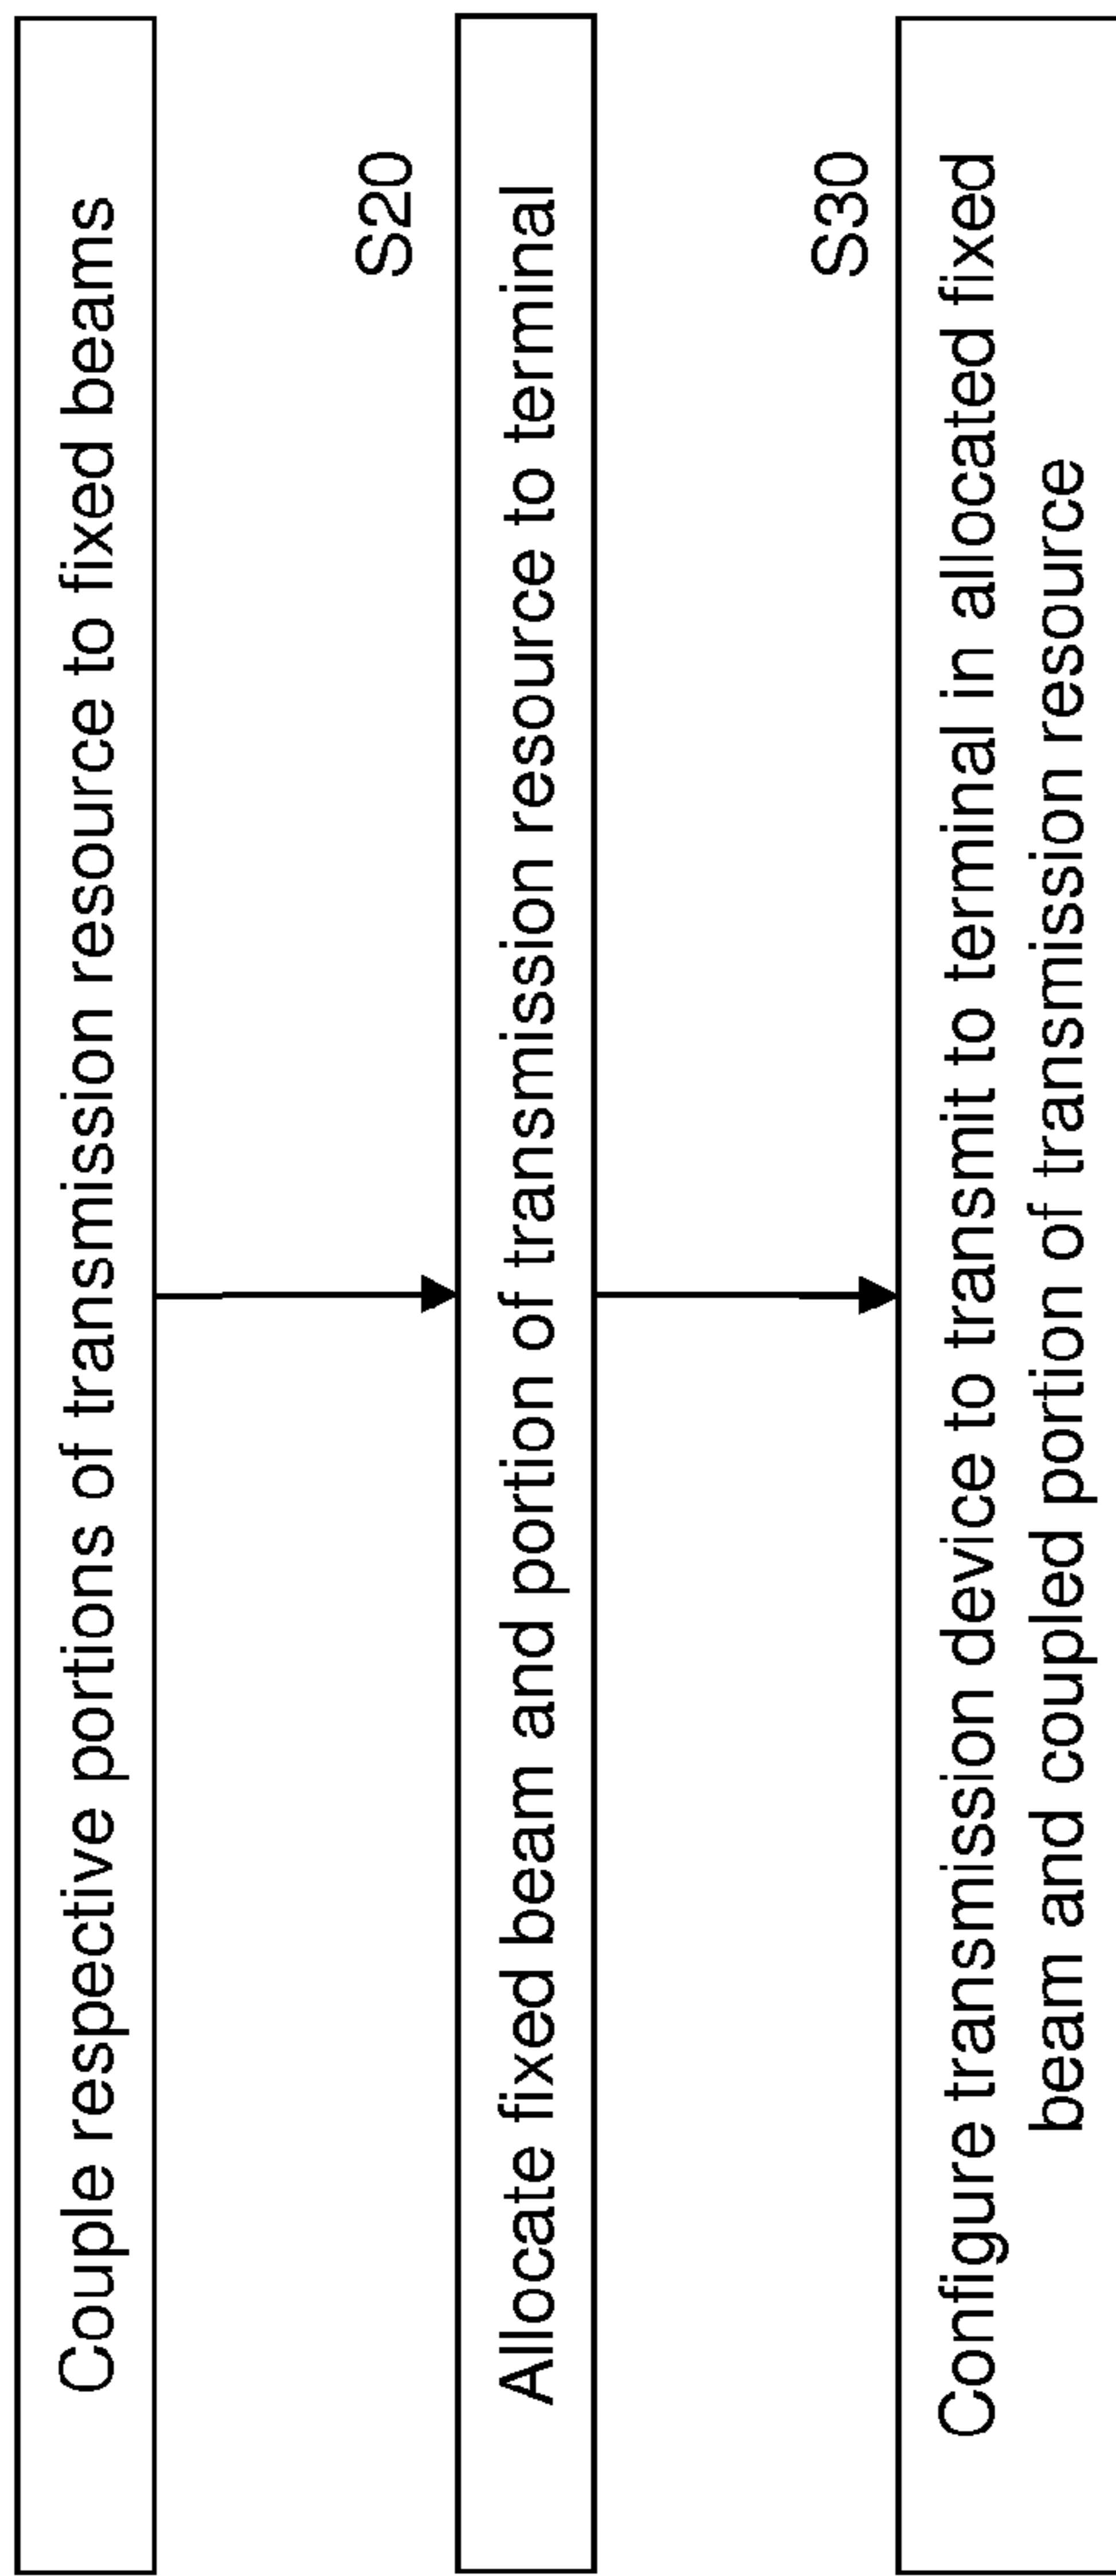 Couple respective portions of transmission resource to fixed beams
S20
Allocate fixed beam and portion of transmission resource to terminal
S30
Configure transmission device to transmit to terminal in allocated fixed
beam and coupled portion of transmission resource